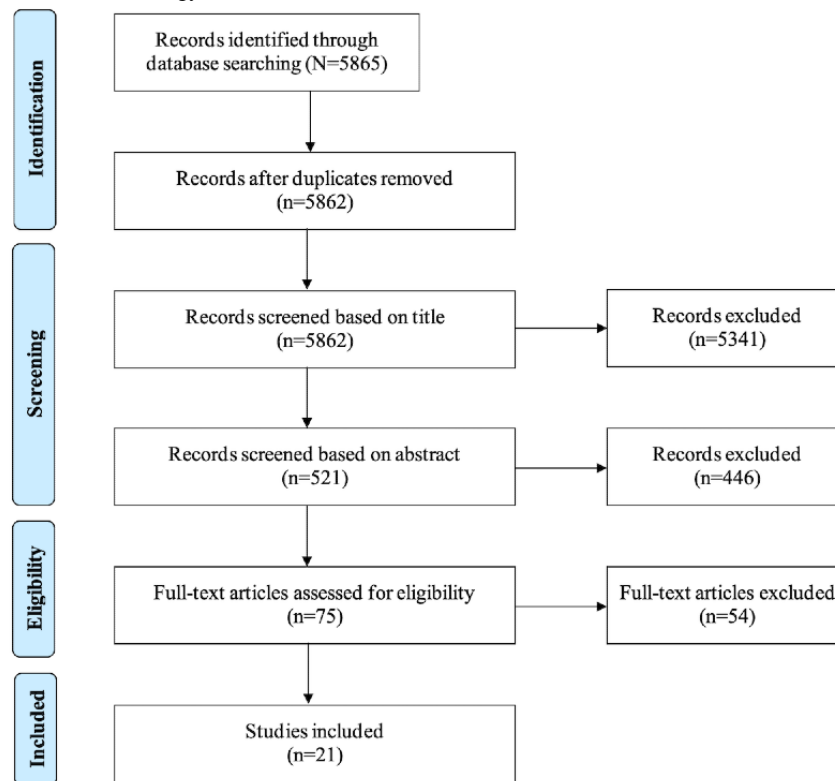 Identification
Records identified through
database searching (N=5865)
Records after duplicates removed
(n=5862)
Screening
Records screened based on title
(n=5862)
Records excluded
(n=5341)
Records screened based on abstract
(n=521)
Records excluded
(n=446)
Eligibility
Full-text articles assessed for eligibility
(n=75)
Full-text articles excluded
(n=54)
Included
Studies included
(n=21)